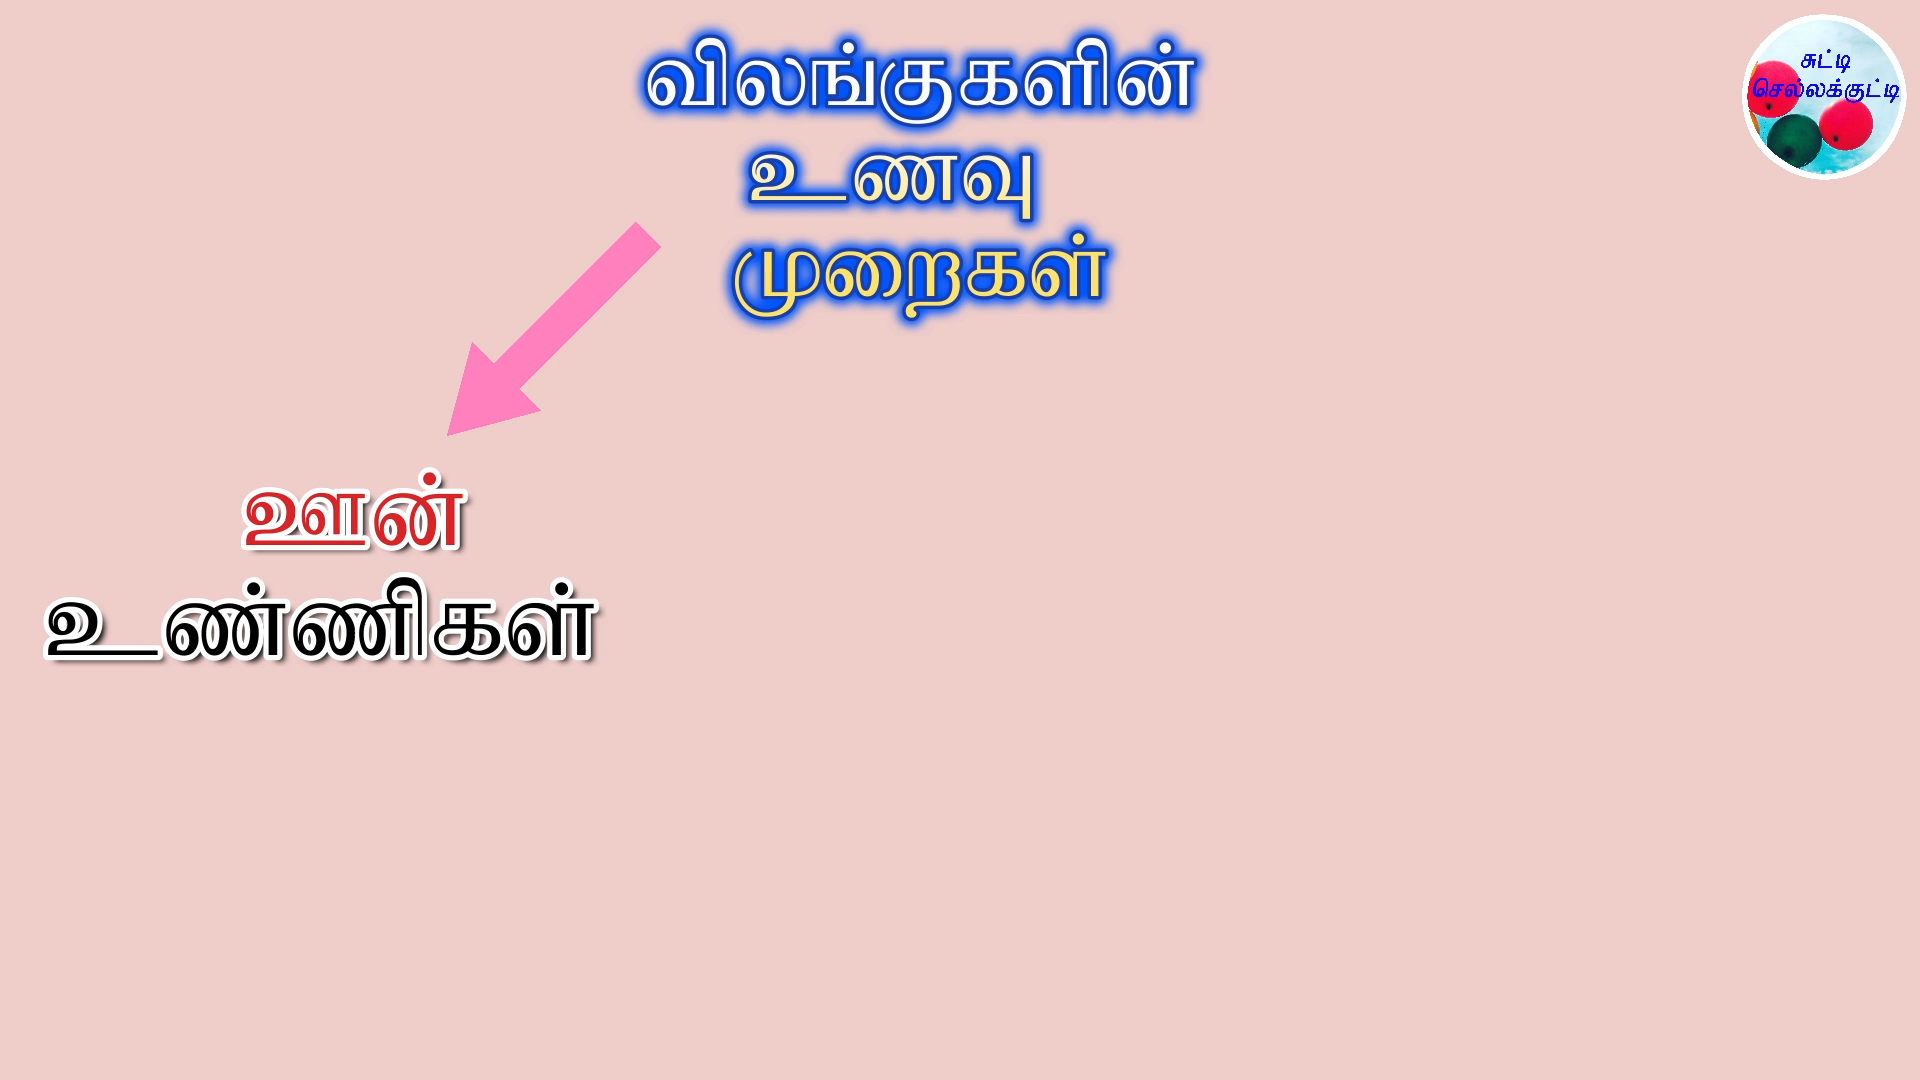 விலங்குகளின்
உணவு
முறைகள்
சுட்டி
செல்லக்குட்டி
ஊன்
உண்ணிகள்